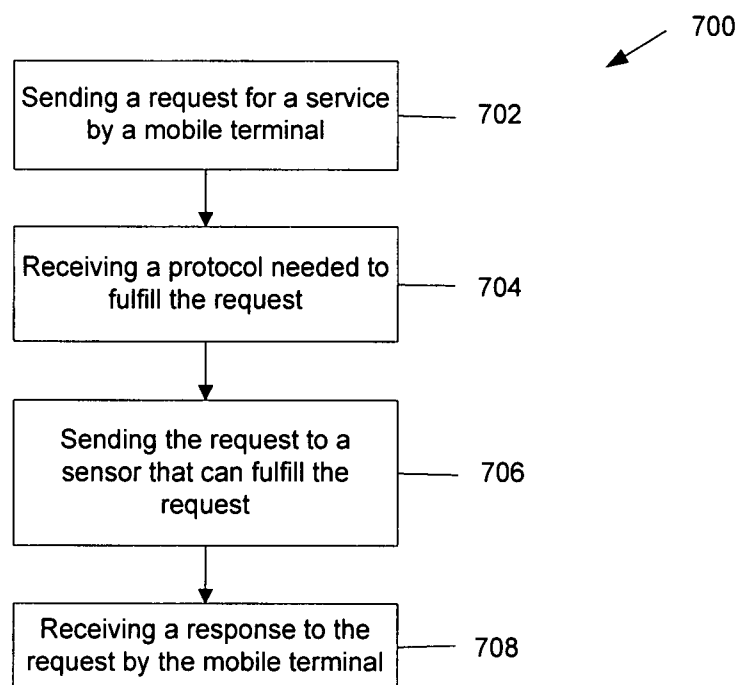 700
Sending a request for a service
by a mobile terminal
702
Receiving a protocol needed to
fulfill the request
704
Sending the request to a
sensor that can fulfill the
request
706
Receiving a response to the
request by the mobile terminal
708